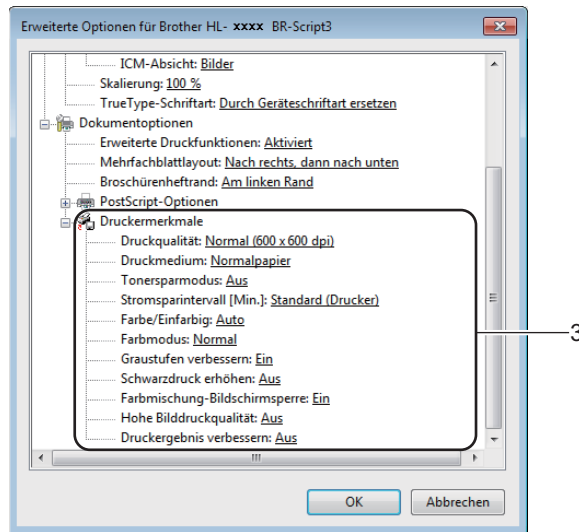 Erweiterte Optionen für Brother HL- xxxx BR-Script3
ICM-Absicht: Bilder
Skalierung: 100 %
TrueType-Schriftart: Durch Geräteschriftart ersetzen
Dokumentoptionen
Erweiterte Druckfunktionen: Aktiviert
Mehrfachblattlayout: Nach rechts, dann nach unten
Broschürenheftrand: Am linken Rand
PostScript-Optionen
Druckermerkmale
Druckqualität: Normal (600 x 600 dpi)
Druckmedium: Normalpapier
Tonersparmodus: Aus
Stromsparintervall [Min.]: Standard (Drucker)
Farbe/Einfarbig: Auto
Farbmodus: Normal
Graustufen verbessern: Ein
Schwarzdruck erhöhen: Aus
Farbmischung-Bildschirmsperre: Ein
Hohe Bilddruckqualität: Aus
Druckergebnis verbessern: Aus
3
OK Abbrechen